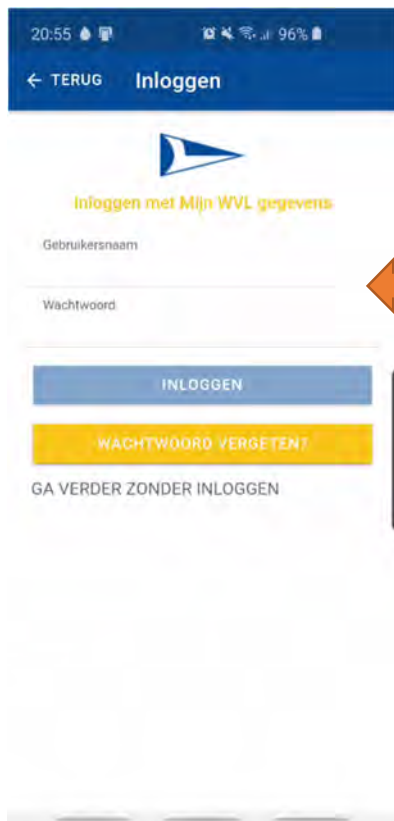 20:55 96%
← TERUG Inloggen
Inloggen met Mijn WVL gegevens
Gebruikersnaam
Wachtwoord
INLOGGEN
WACHTWOORD VERGETEN?
GA VERDER ZONDER INLOGGEN